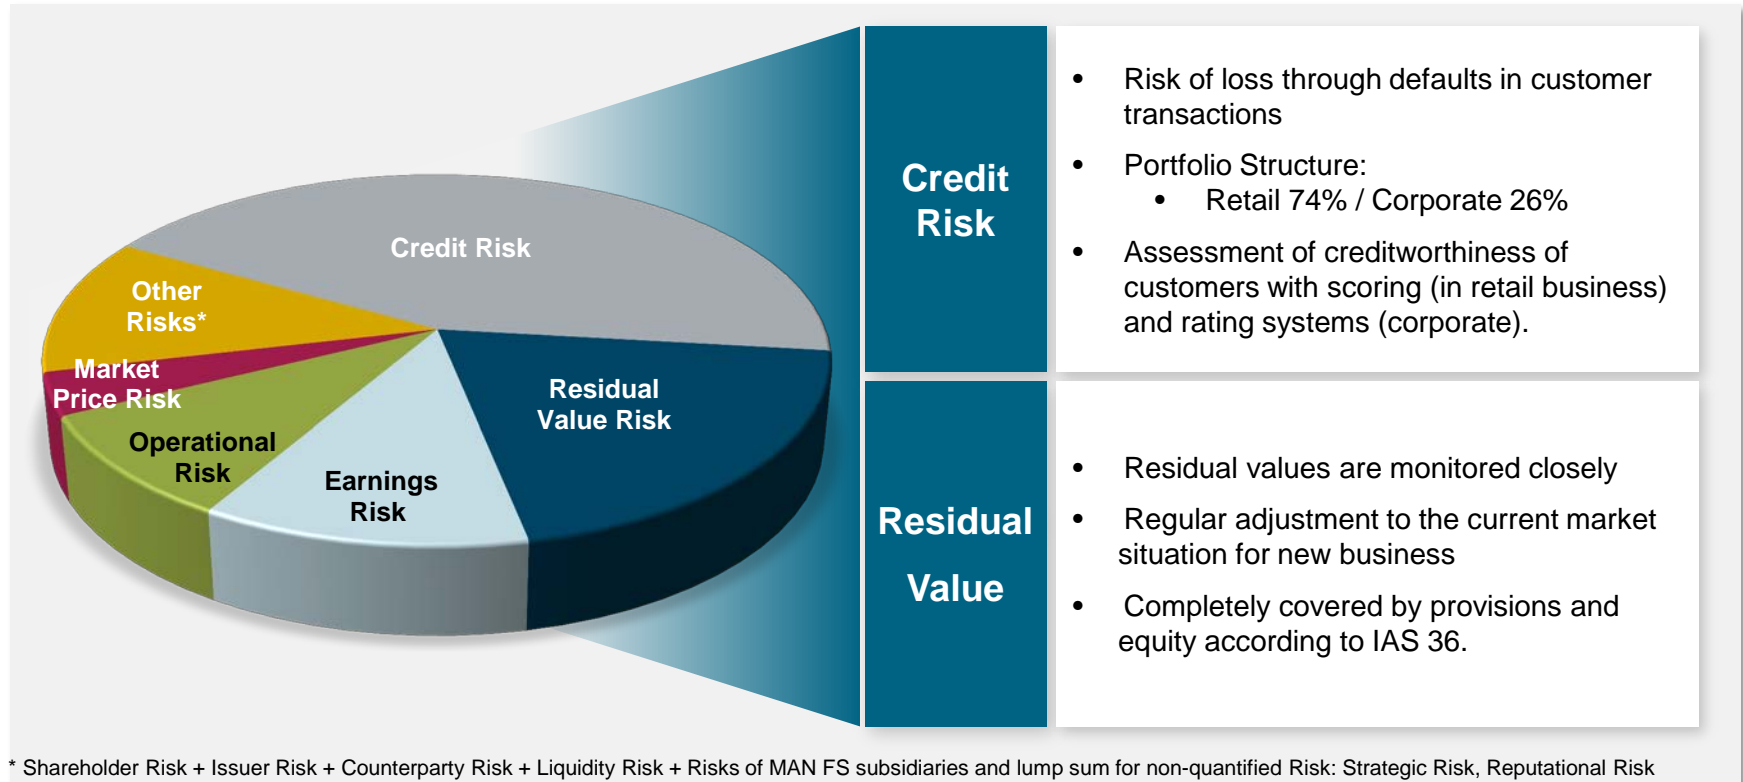 Credit Risk
Other
Risks*
Market
Price Risk
Operational
Risk
Earnings
Risk
Residual
Value Risk
Credit
Risk
• Risk of loss through defaults in customer
transactions
• Portfolio Structure:
• Retail 74% / Corporate 26%
• Assessment of creditworthiness of
customers with scoring (in retail business)
and rating systems (corporate).
Residual
Value
• Residual values are monitored closely
• Regular adjustment to the current market
situation for new business
• Completely covered by provisions and
equity according to IAS 36.
* Shareholder Risk + Issuer Risk + Counterparty Risk + Liquidity Risk + Risks of MAN FS subsidiaries and lump sum for non-quantified Risk: Strategic Risk, Reputational Risk